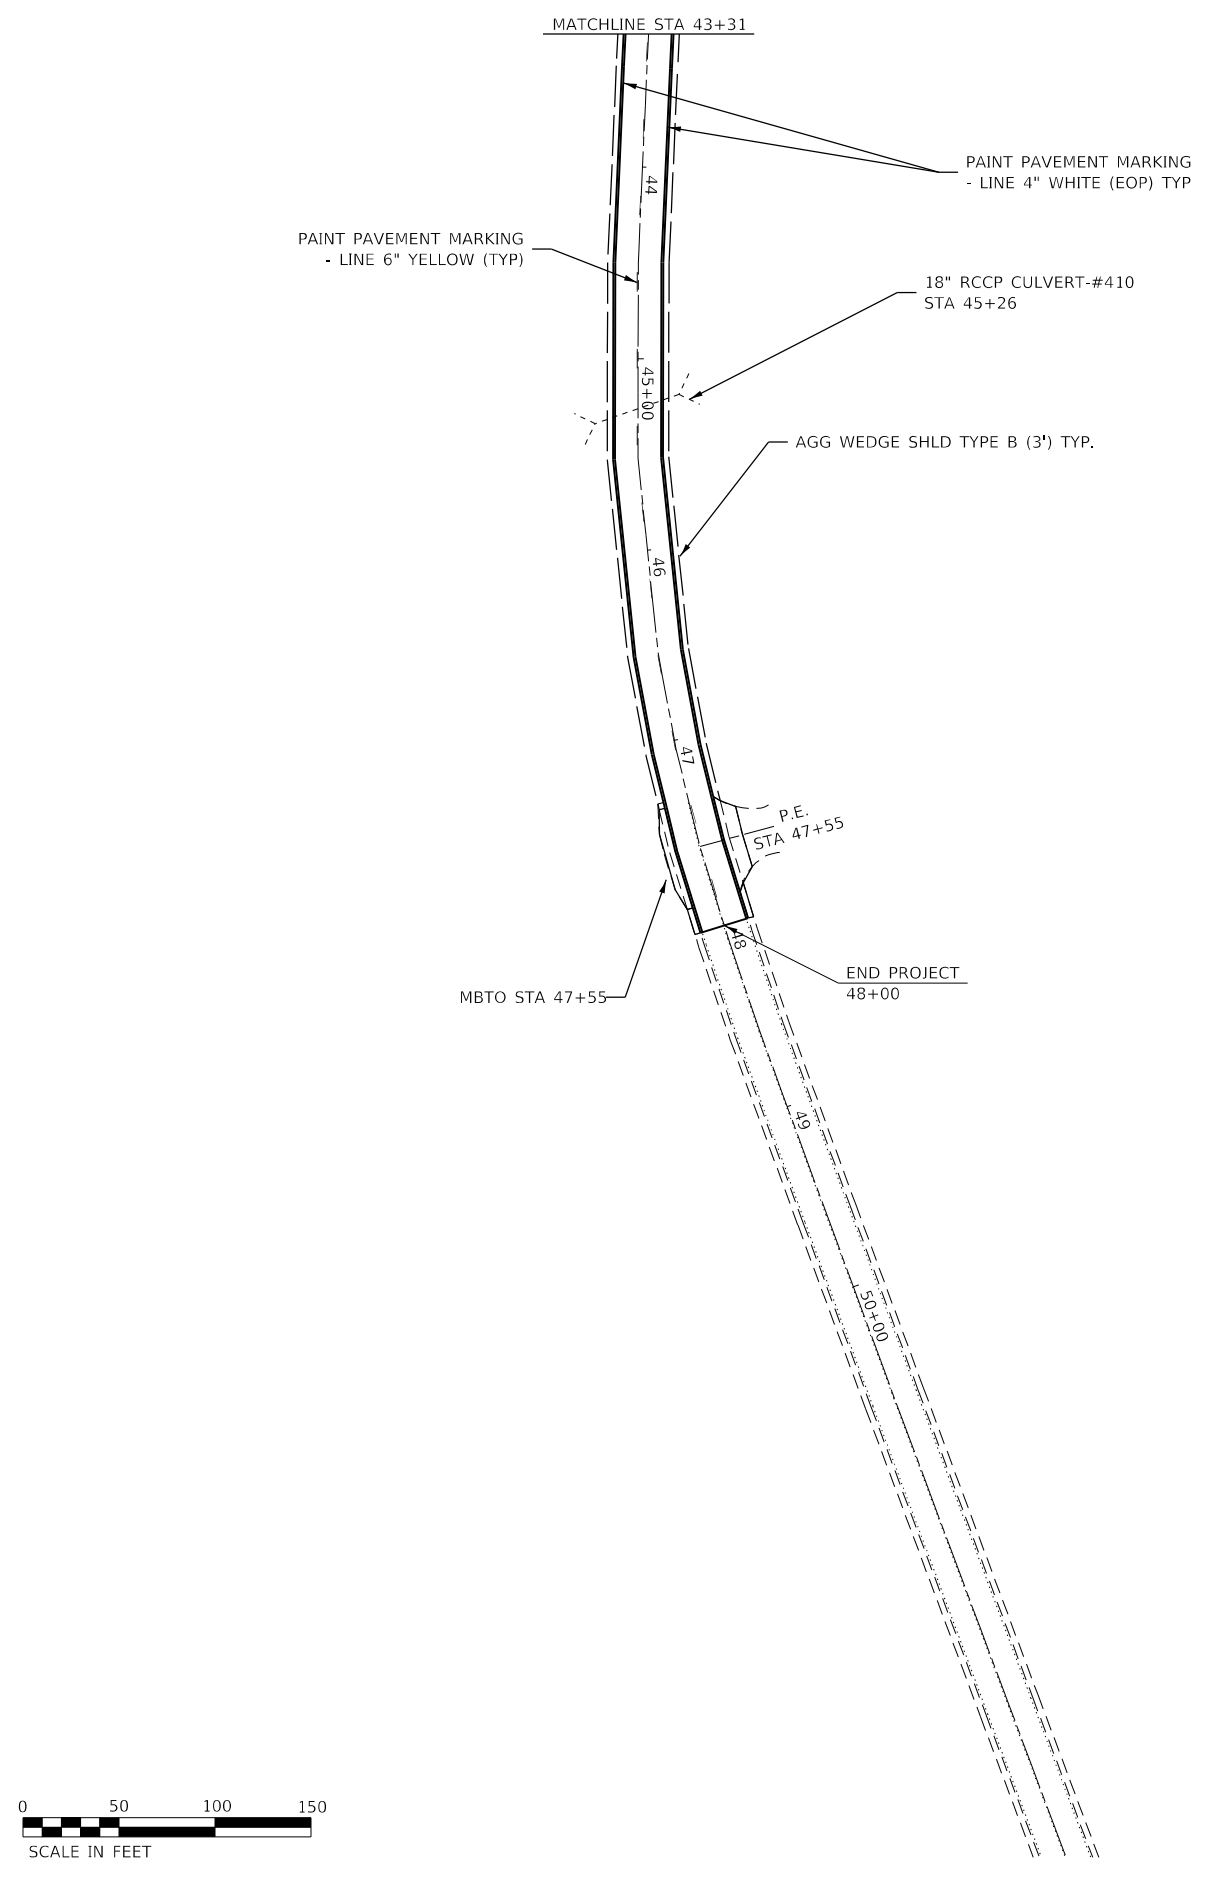 MATCHLINE STA 43+31
PAINT PAVEMENT MARKING
- LINE 4" WHITE (EOP) TYP
44
PAINT PAVEMENT MARKING
- LINE 6" YELLOW (TYP)
18" RCCP CULVERT-#410
STA 45+26
45+00
AGG WEDGE SHLD TYPE B (3') TYP.
46
47
P.E.
STA 47+55
48
END PROJECT
48+00
MBTO STA 47+55
49
50+00
0 50 100 150
SCALE IN FEET